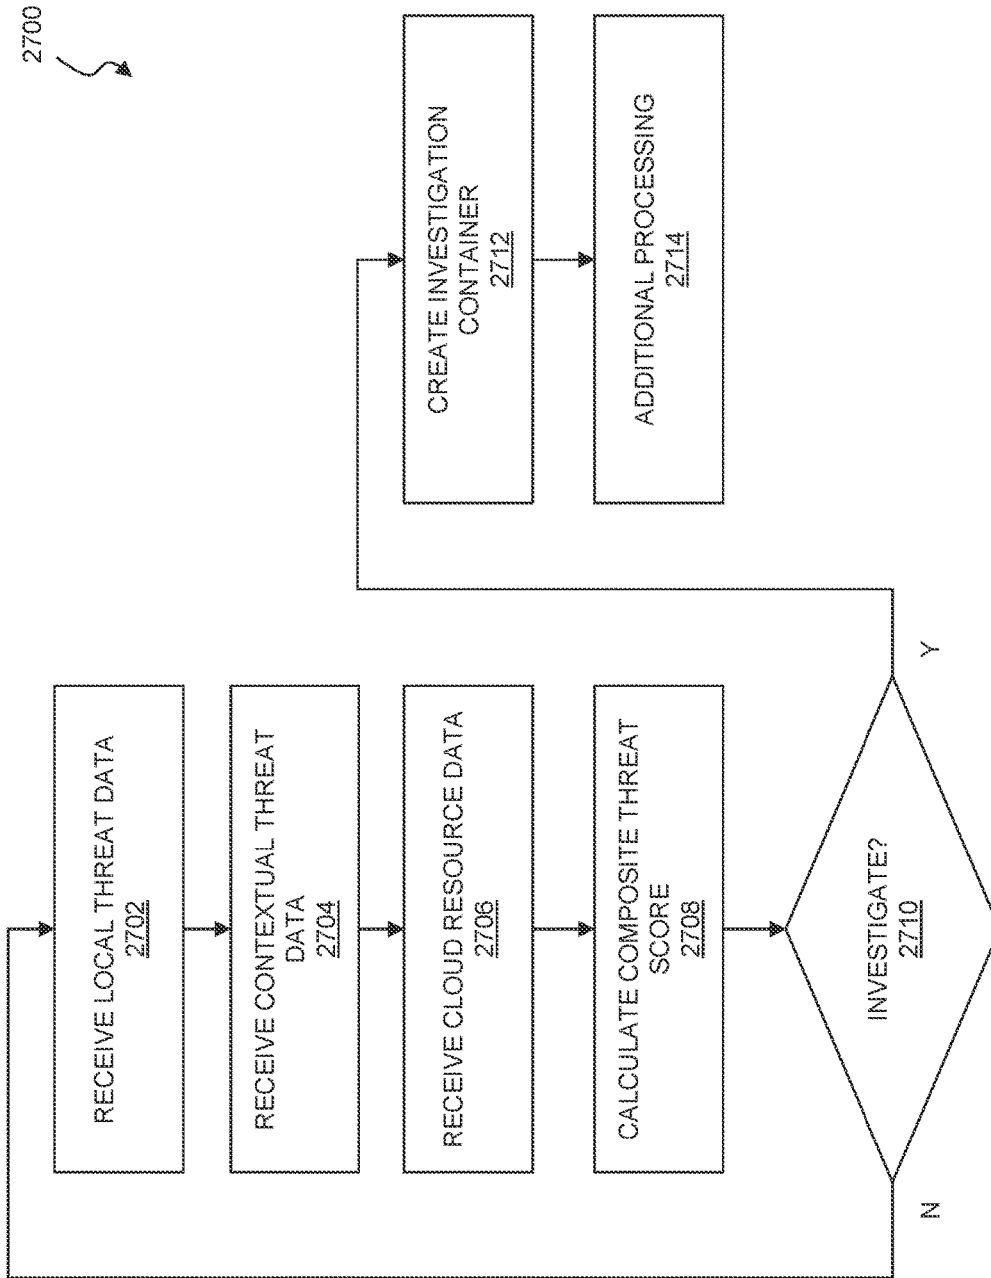 2700
RECEIVE LOCAL THREAT DATA
2702
RECEIVE CONTEXTUAL THREAT
DATA
2704
RECEIVE CLOUD RESOURCE DATA
2706
CALCULATE COMPOSITE THREAT
SCORE
2708
INVESTIGATE?
2710
N
Y
CREATE INVESTIGATION
CONTAINER
2712
ADDITIONAL PROCESSING
2714